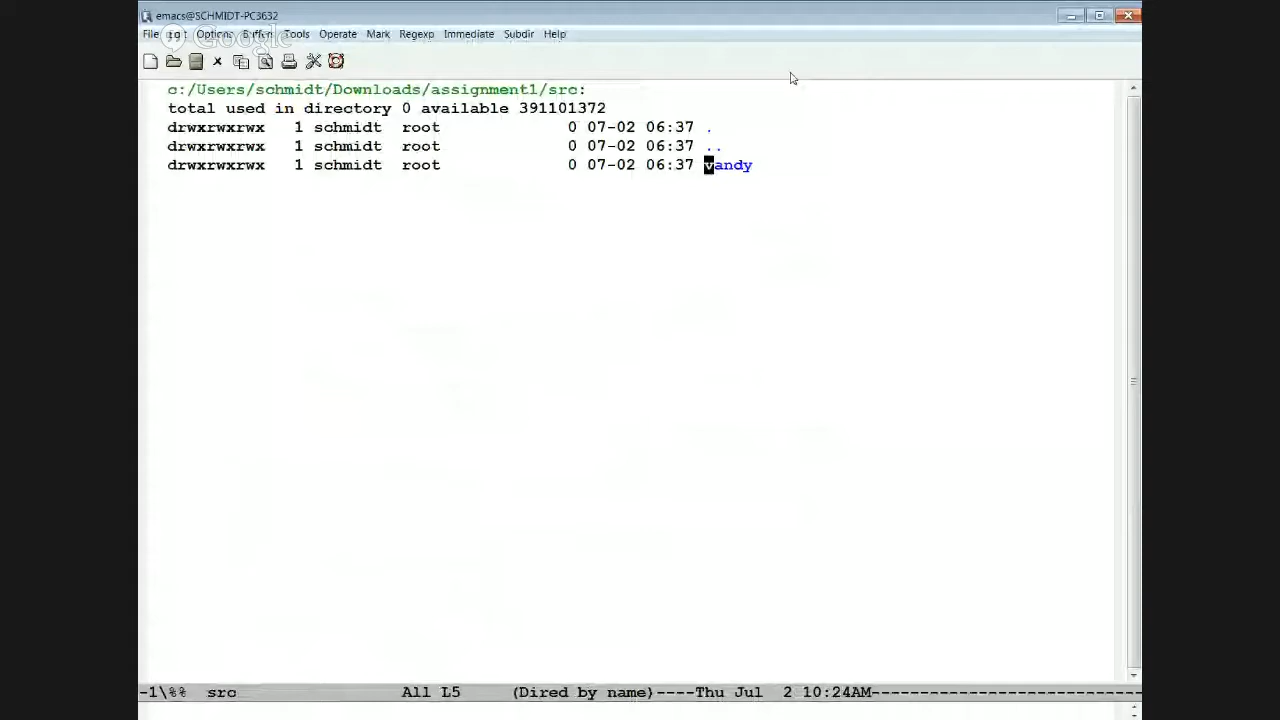 emacs@SCHMIDT-PC3632
File Edit Options Buffers Tools Operate Mark Regexp Immediate Subdir Help
Google
c:/Users/schmidt/Downloads/assignment1/src:
total used in directory 0 available 391101372
drwxrwxrwx 1 schmidt root 0 07-02 06:37 .
drwxrwxrwx 1 schmidt root 0 07-02 06:37 ..
drwxrwxrwx 1 schmidt root 0 07-02 06:37 vandy
-1\%% src All L5 (Dired by name)----Thu Jul 2 10:24AM----------------------------